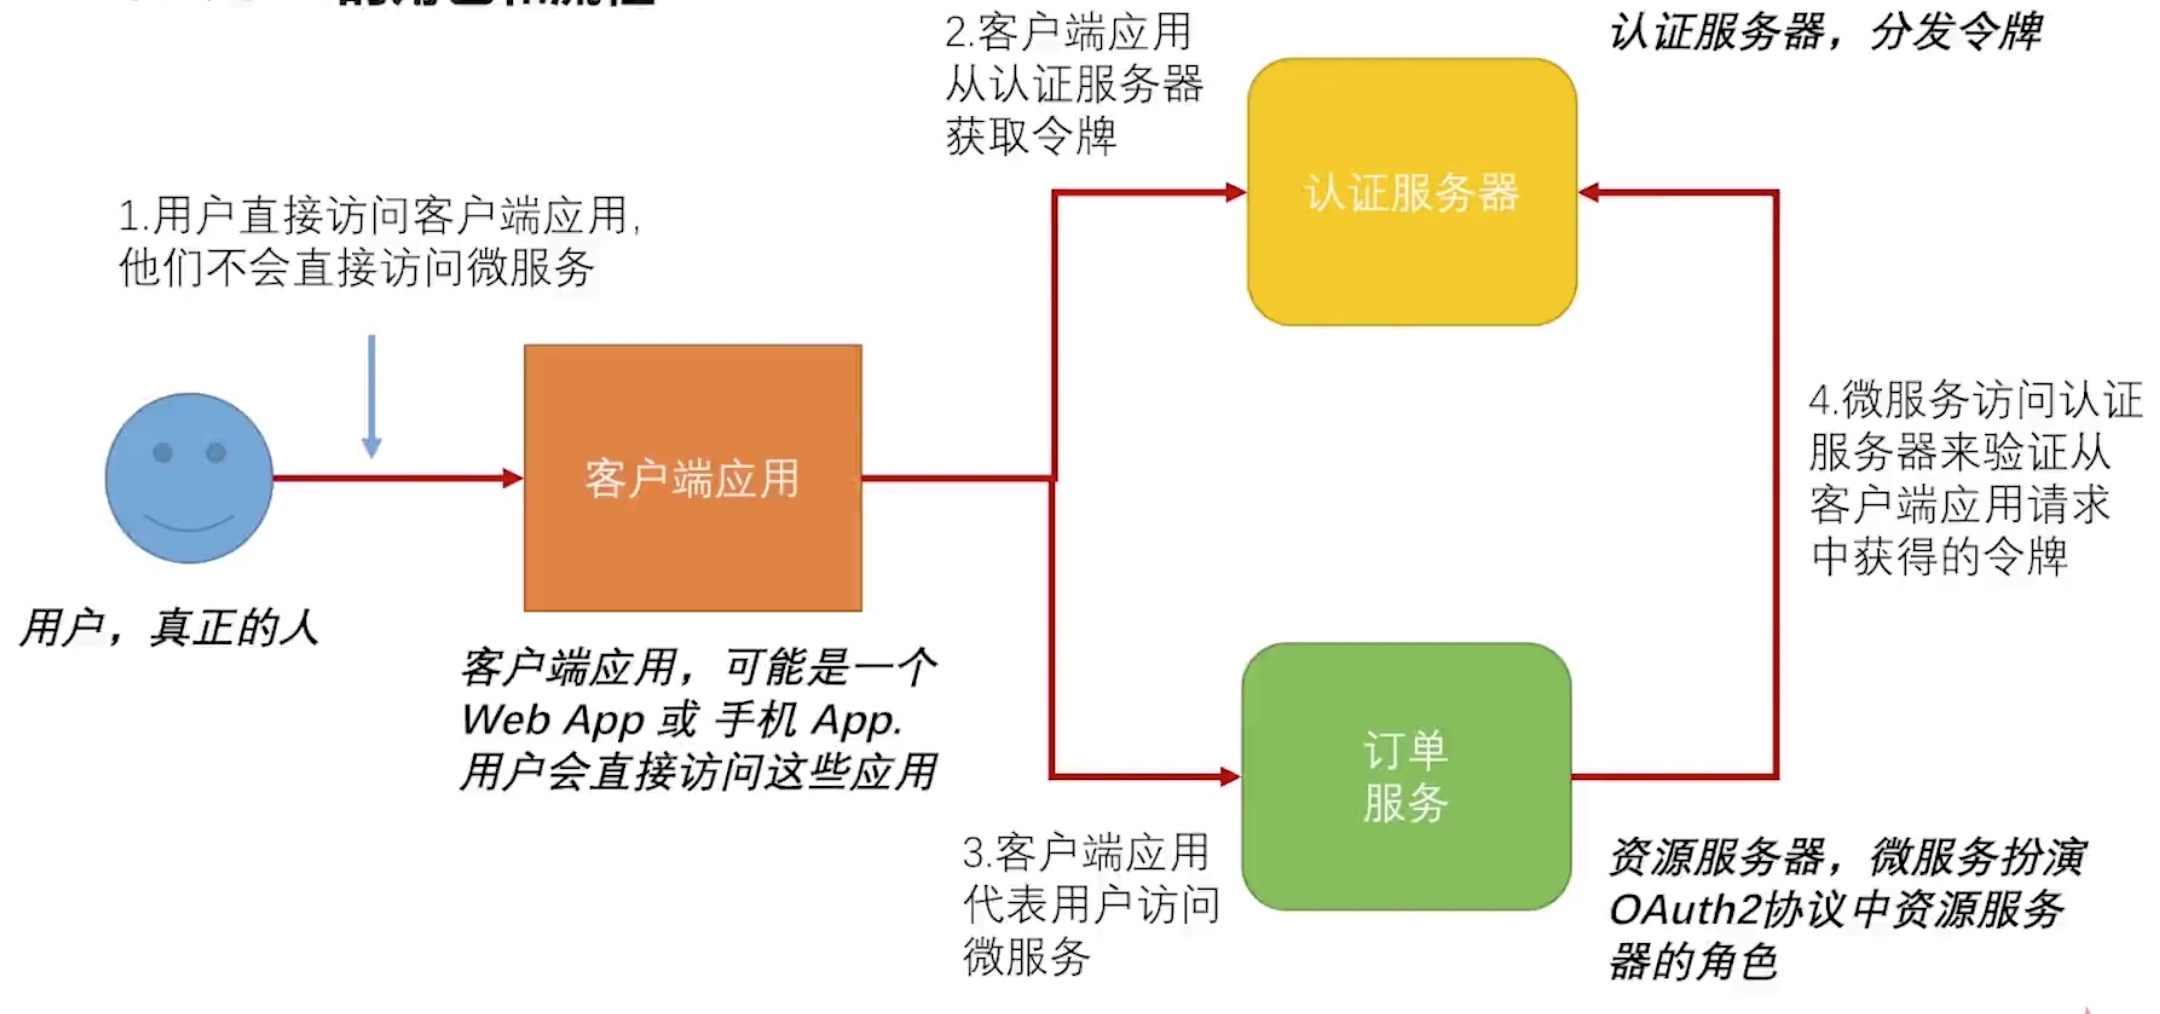 的角色和流程
2.客户端应用
从认证服务器
获取令牌
认证服务器，分发令牌
认证服务器
1.用户直接访问客户端应用,
他们不会直接访问微服务
客户端应用
4.微服务访问认证
服务器来验证从
客户端应用请求
中获得的令牌
用户，真正的人
客户端应用，可能是一个
Web App 或 手机 App.
用户会直接访问这些应用
订单
服务
3.客户端应用
代表用户访问
微服务
资源服务器，微服务扮演
OAuth2协议中资源服务
器的角色